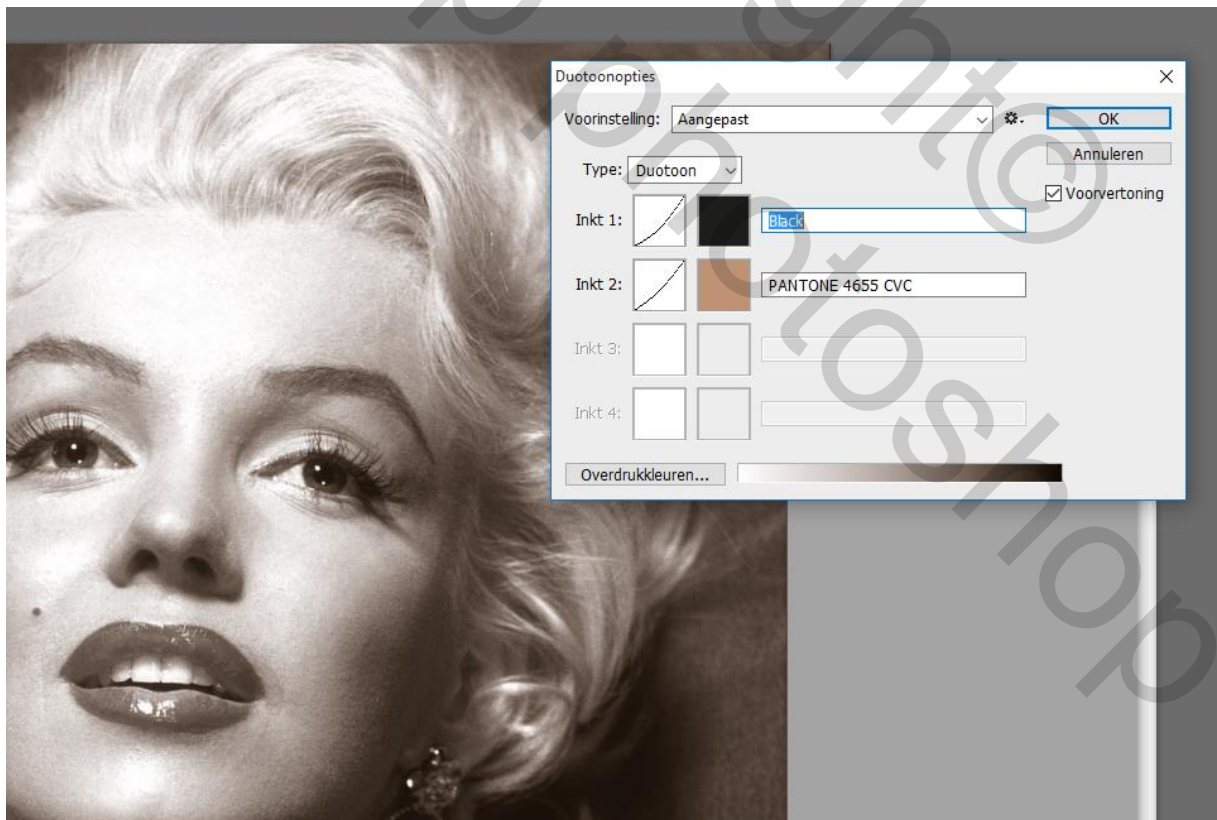 Duotoonopties
Voorinstelling: Aangepast
OK
Annuleren
Voorvertoning
Type: Duotoon
Inkt 1: Black
Inkt 2: PANTONE 4655 CVC
Inkt 3:
Inkt 4:
Overdrukkleuren...